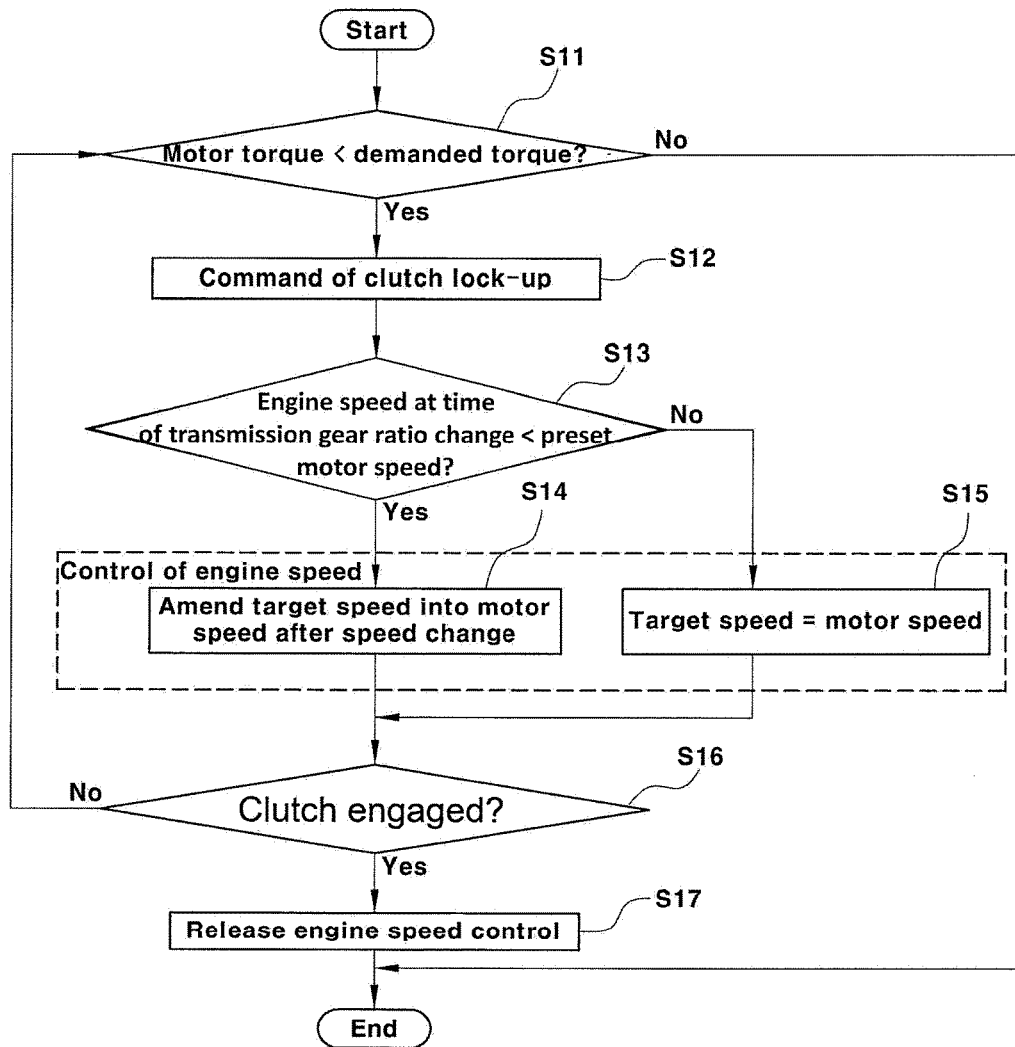 Start
S11
Motor torque < demanded torque?
No
Yes
Command of clutch lock-up
S12
S13
Engine speed at time
of transmission gear ratio change < preset
motor speed?
No
Yes
S14
S15
Control of engine speed
Amend target speed into motor
speed after speed change
Target speed = motor speed
S16
Clutch engaged?
No
Yes
S17
Release engine speed control
End